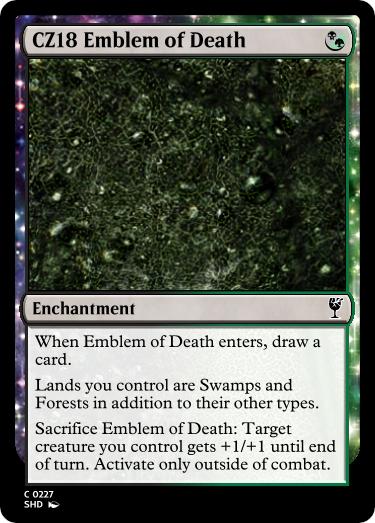 CZ18 Emblem of Death
Enchantment
When Emblem of Death enters, draw a
card.
Lands you control are Swamps and
Forests in addition to their other types.
Sacrifice Emblem of Death: Target
creature you control gets +1/+1 until end
of turn. Activate only outside of combat.
C 0227
SHD